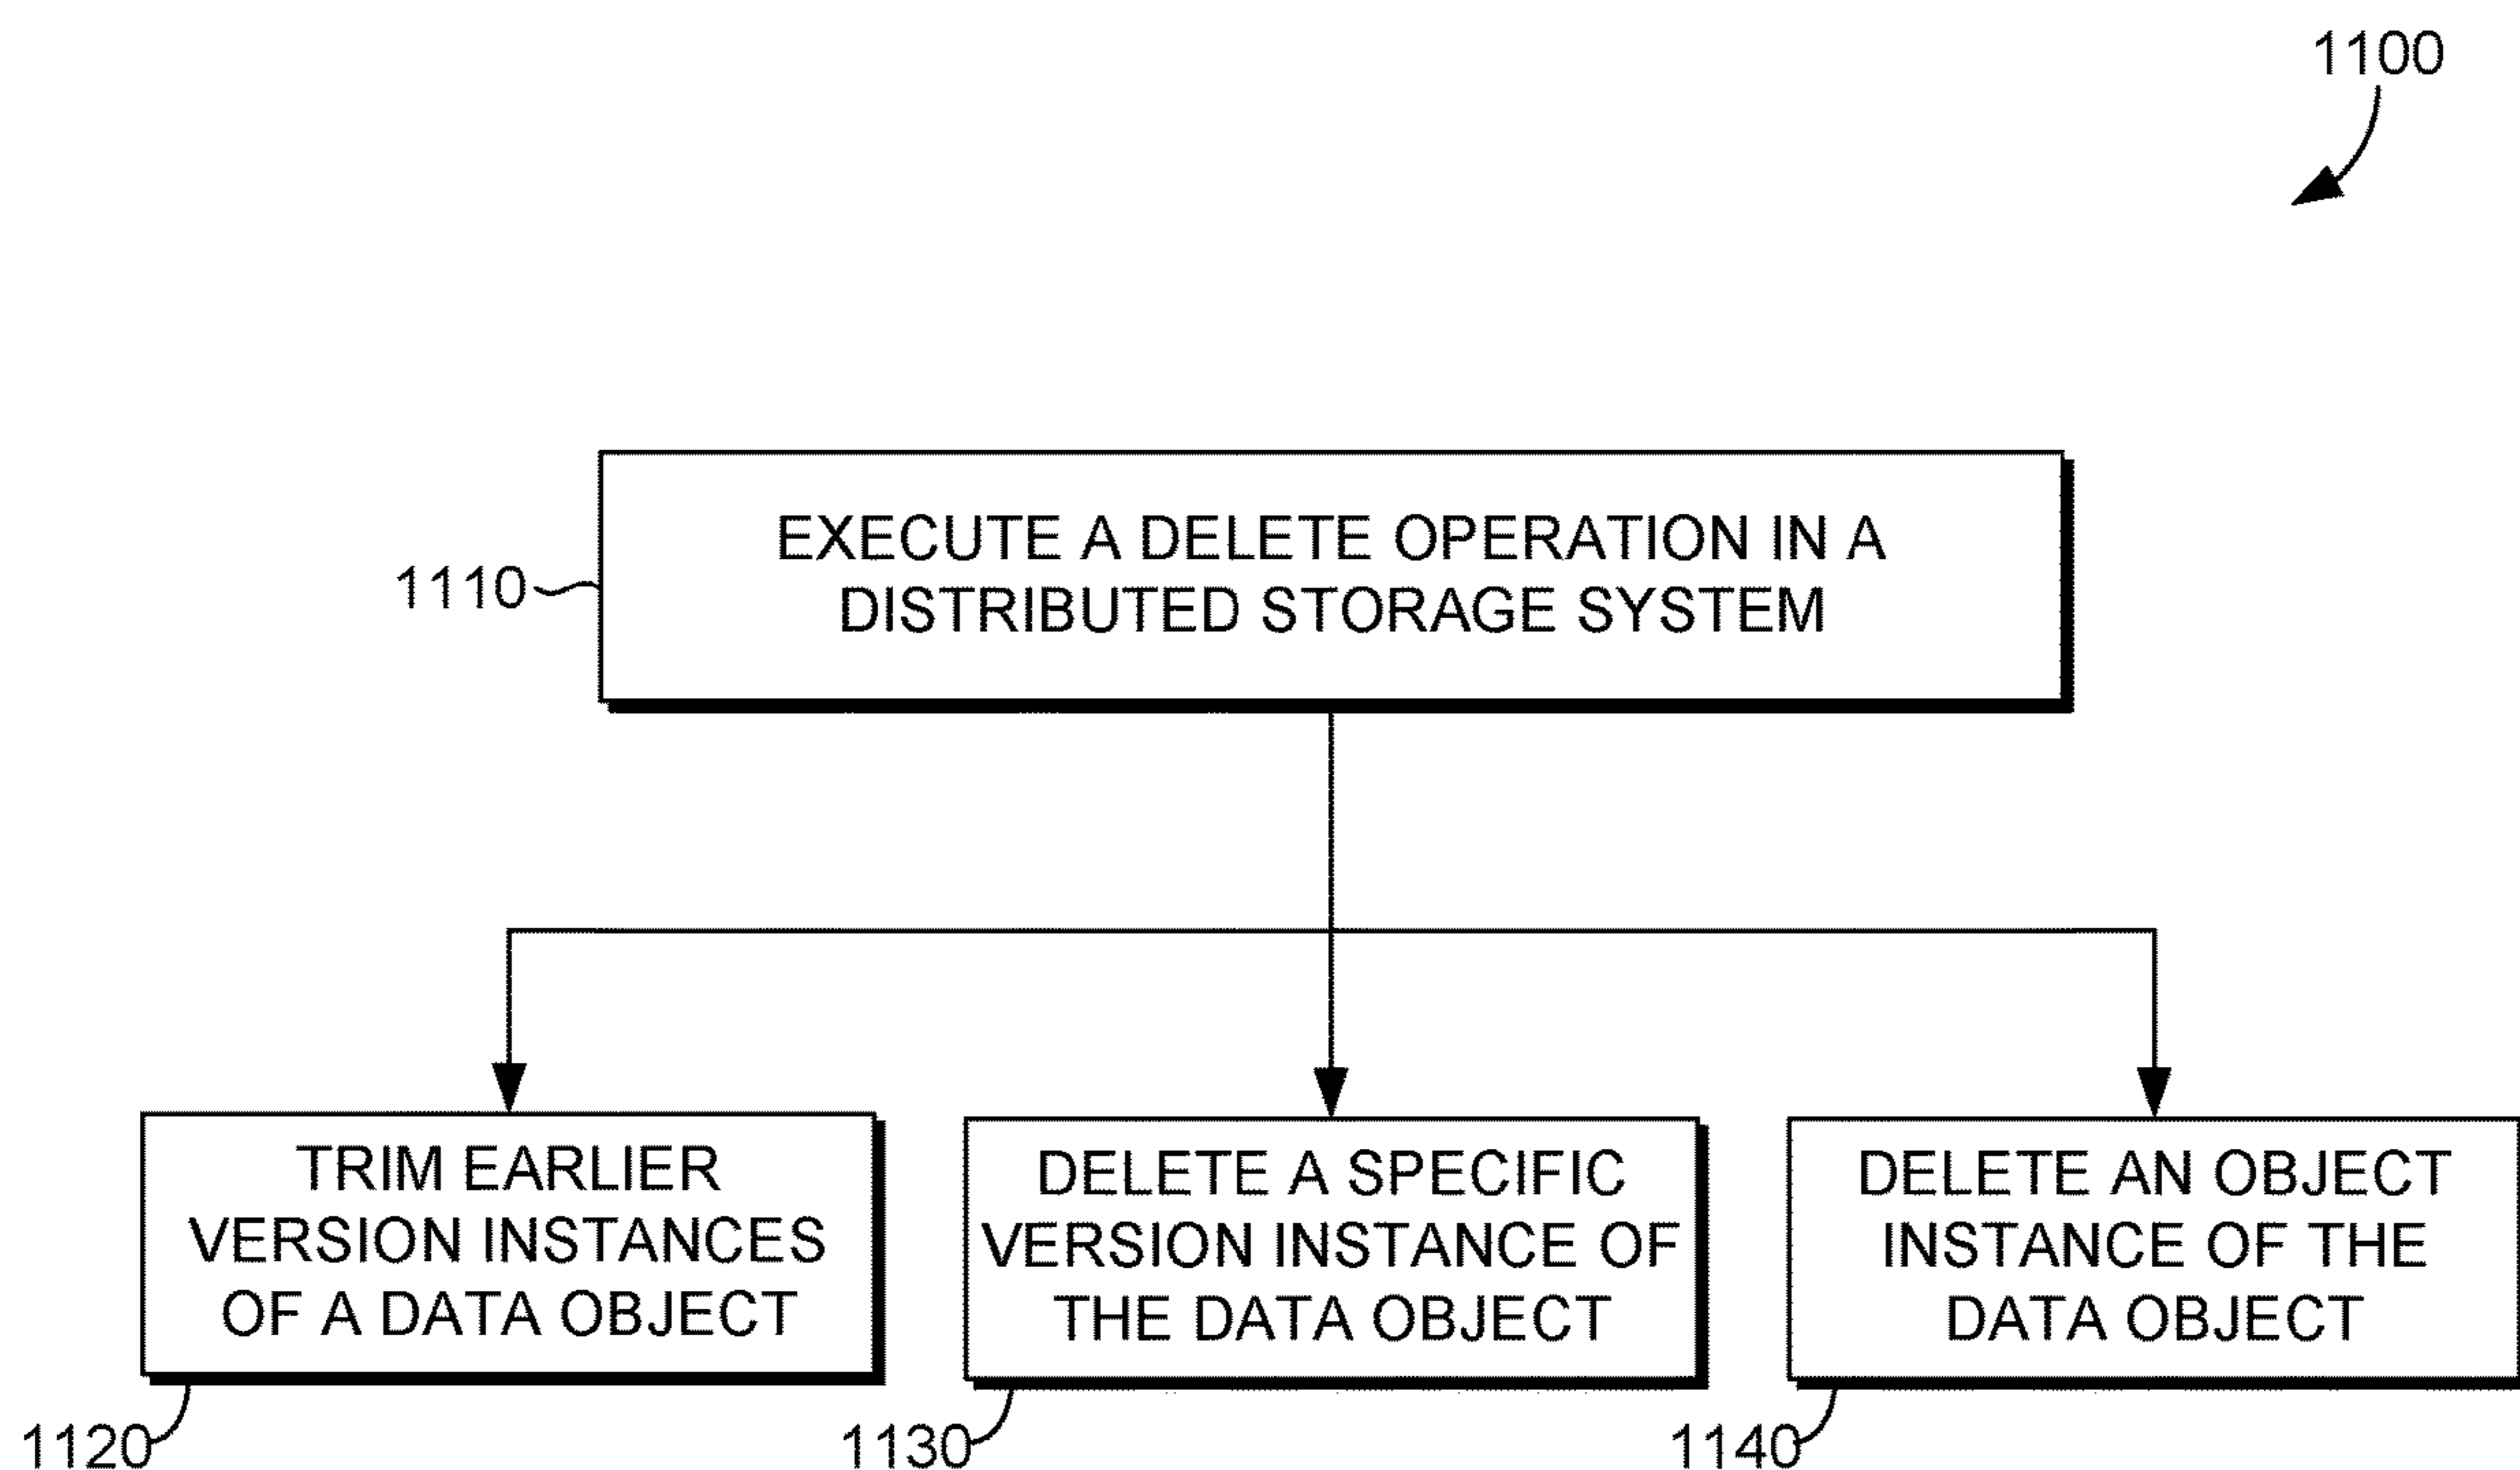 1100
EXECUTE A DELETE OPERATION IN A
DISTRIBUTED STORAGE SYSTEM
1110
TRIM EARLIER
VERSION INSTANCES
OF A DATA OBJECT
1120
DELETE A SPECIFIC
VERSION INSTANCE OF
THE DATA OBJECT
1130
DELETE AN OBJECT
INSTANCE OF THE
DATA OBJECT
1140